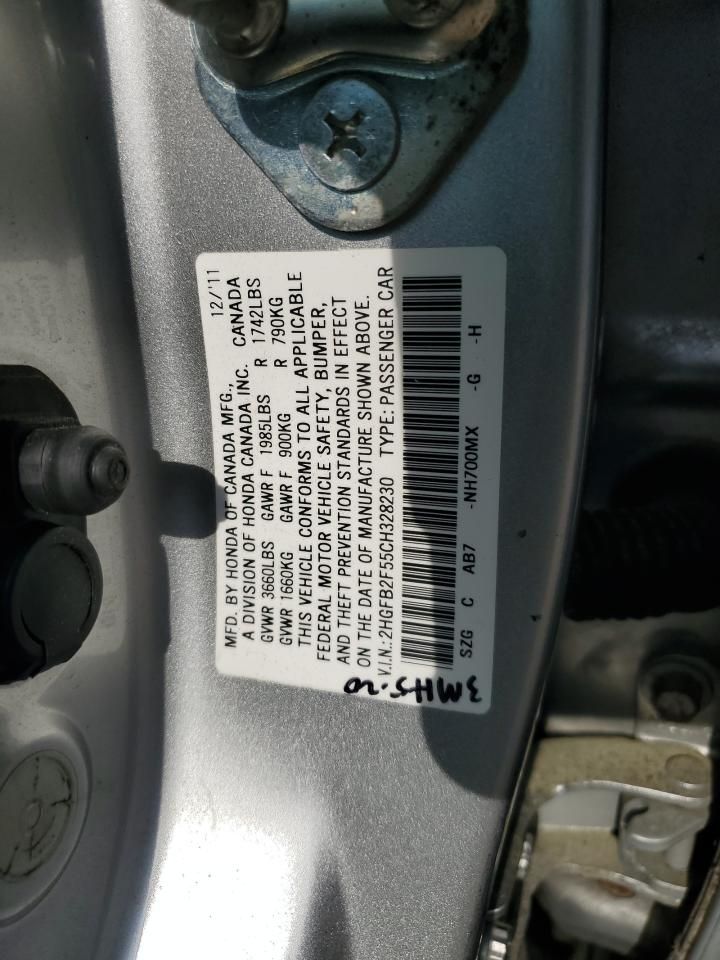 MFD. BY HONDA OF CANADA MFG., 12/'11
A DIVISION OF HONDA CANADA INC. CANADA
GVWR 3660LBS GAWR F 1985LBS R 1742LBS
GVWR 1660KG GAWR F 900KG R 790KG
THIS VEHICLE CONFORMS TO ALL APPLICABLE
FEDERAL MOTOR VEHICLE SAFETY, BUMPER,
AND THEFT PREVENTION STANDARDS IN EFFECT
ON THE DATE OF MANUFACTURE SHOWN ABOVE.
V.I.N.:2HGFB2F55CH328230 TYPE: PASSENGER CAR
SZG C AB7 -NH700MX -G -H
3MH5-20